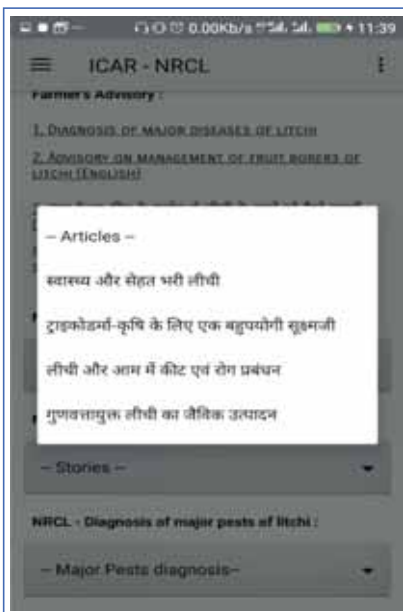 0.00Kb/s 11:39
ICAR - NRCL
Farmer's Advisory :
1. Diagnosis of major diseases of litchi
2. Advisory on management of fruit borers of
litchi (English)
-- Articles --
स्वास्थ्य और सेहत भरी लीची
ट्राइकोडर्मा-कृषि के लिए एक बहुपयोगी सूक्ष्मजी
लीची और आम में कीट एवं रोग प्रबंधन
गुणवत्तायुक्त लीची का जैविक उत्पादन
-- Stories --
NRCL - Diagnosis of major pests of litchi :
-- Major Pests diagnosis--